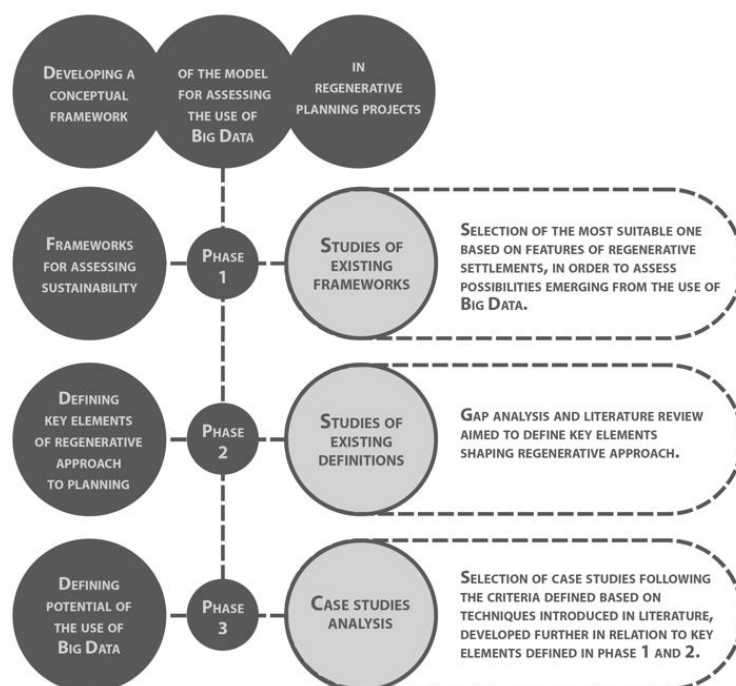 Developing a
conceptual
framework
of the model
for assessing
the use of
Big Data
in
regenerative
planning projects
Frameworks
for assessing
sustainability
Phase
1
Studies of
existing
frameworks
Selection of the most suitable one
based on features of regenerative
settlements, in order to assess
possibilities emerging from the use of
Big Data.
Defining
key elements
of regenerative
approach
to planning
Phase
2
Studies of
existing
definitions
Gap analysis and literature review
aimed to define key elements
shaping regenerative approach.
Defining
potential of
the use of
Big Data
Phase
3
Case studies
analysis
Selection of case studies following
the criteria defined based on
techniques introduced in literature,
developed further in relation to key
elements defined in phase 1 and 2.